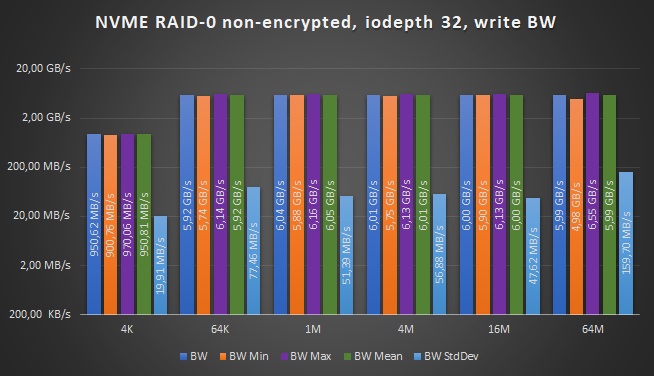 NVME RAID-0 non-encrypted, iodepth 32, write BW
20,00 GB/s
2,00 GB/s
200,00 MB/s
20,00 MB/s
2,00 MB/s
200,00 KB/s
950,62 MB/s
900,76 MB/s
970,06 MB/s
950,81 MB/s
19,91 MB/s
5,92 GB/s
5,74 GB/s
6,14 GB/s
5,92 GB/s
77,46 MB/s
6,04 GB/s
5,88 GB/s
6,16 GB/s
6,05 GB/s
51,39 MB/s
6,01 GB/s
5,75 GB/s
6,13 GB/s
6,01 GB/s
56,88 MB/s
6,00 GB/s
5,90 GB/s
6,13 GB/s
6,00 GB/s
47,62 MB/s
5,99 GB/s
4,98 GB/s
6,55 GB/s
5,99 GB/s
159,70 MB/s
4K 64K 1M 4M 16M 64M
BW BW Min BW Max BW Mean BW StdDev